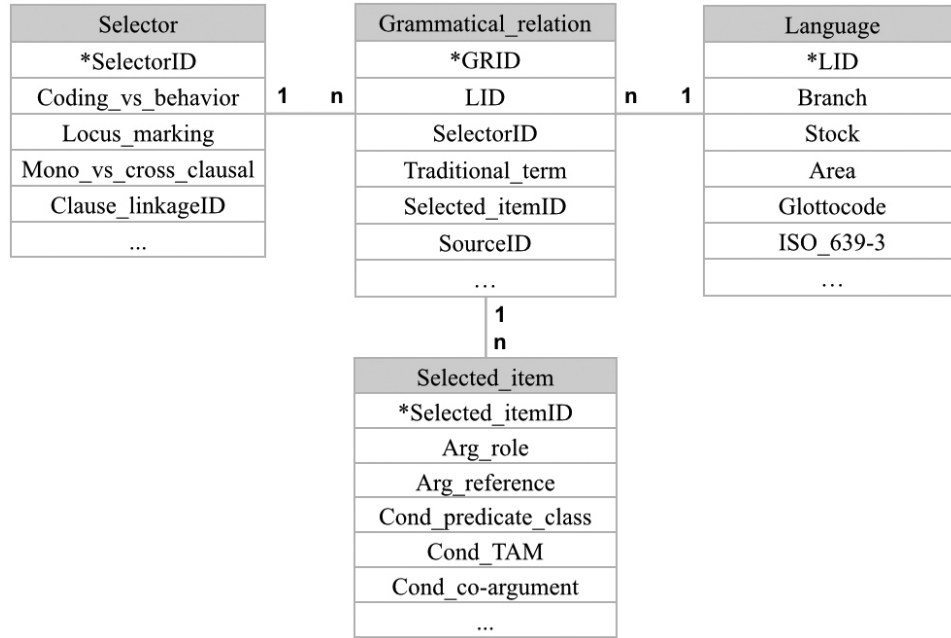 Selector
*SelectorID
Coding_vs_behavior
Locus_marking
Mono_vs_cross_clausal
Clause_linkageID
...
1 n
Grammatical_relation
*GRID
LID
SelectorID
Traditional_term
Selected_itemID
SourceID
...
n 1
Language
*LID
Branch
Stock
Area
Glottocode
ISO_639-3
...
1
n
Selected_item
*Selected_itemID
Arg_role
Arg_reference
Cond_predicate_class
Cond_TAM
Cond_co-argument
...